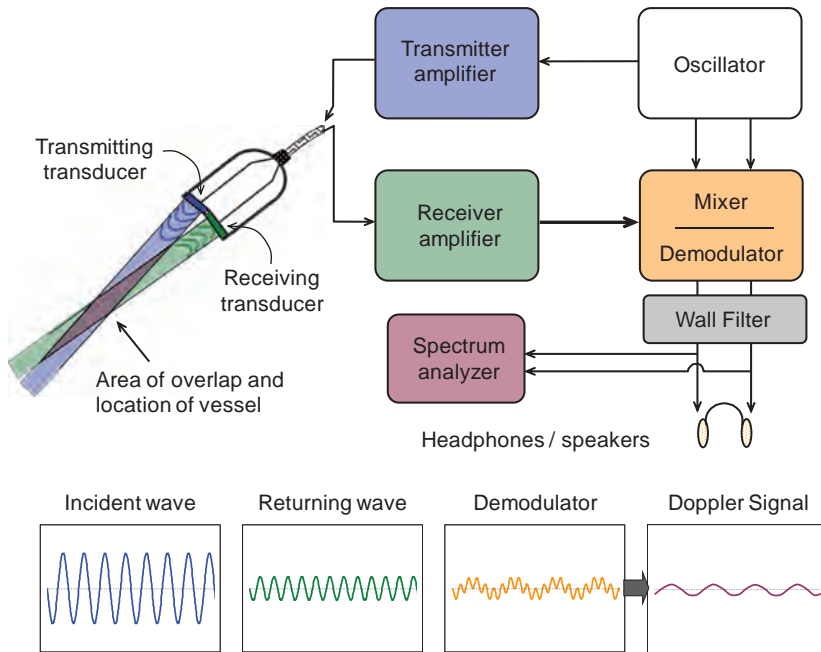 Transmitter
amplifier
Oscillator
Transmitting
transducer
Receiver
amplifier
Mixer
Demodulator
Receiving
transducer
Wall Filter
Spectrum
analyzer
Area of overlap and
location of vessel
Headphones / speakers
Incident wave
Returning wave
Demodulator
Doppler Signal